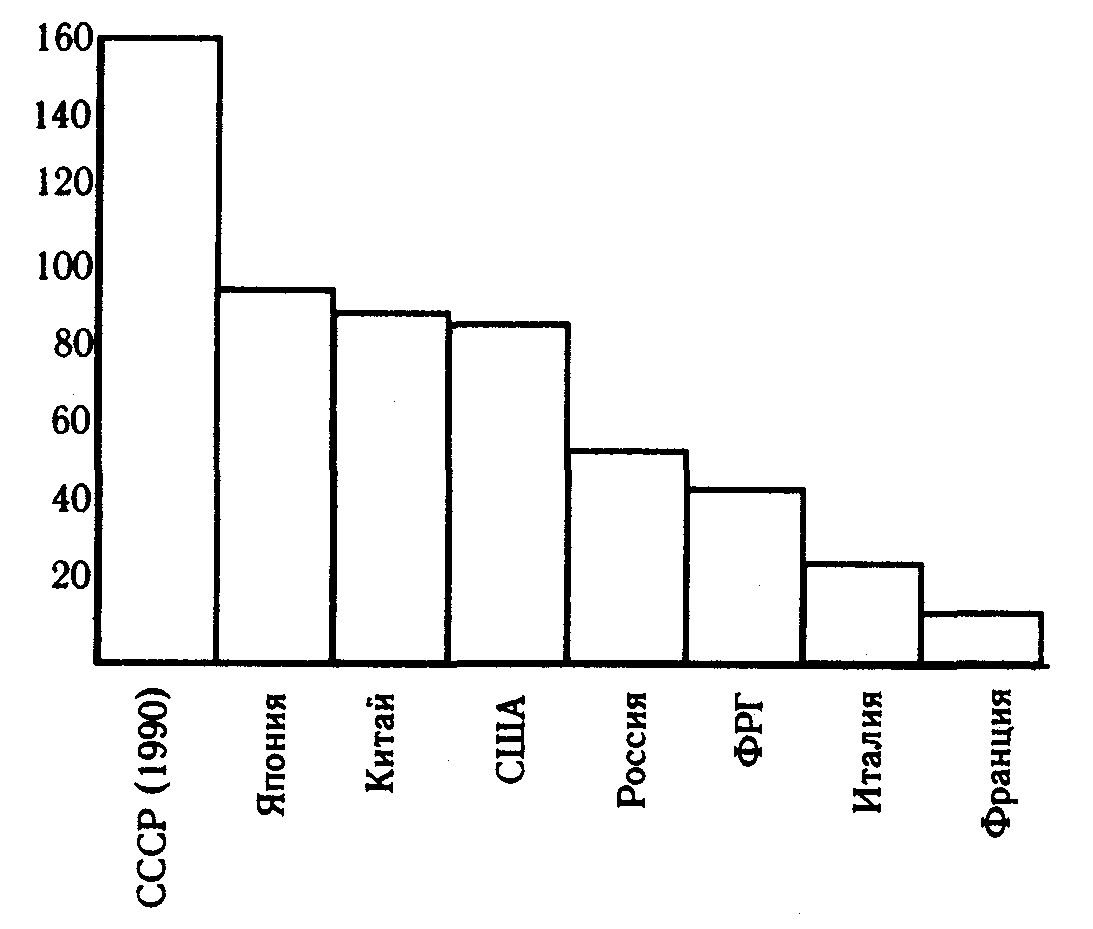 160
140
120
100
80
60
40
20
СССР (1990)
Япония
Китай
США
Россия
ФРГ
Италия
Франция